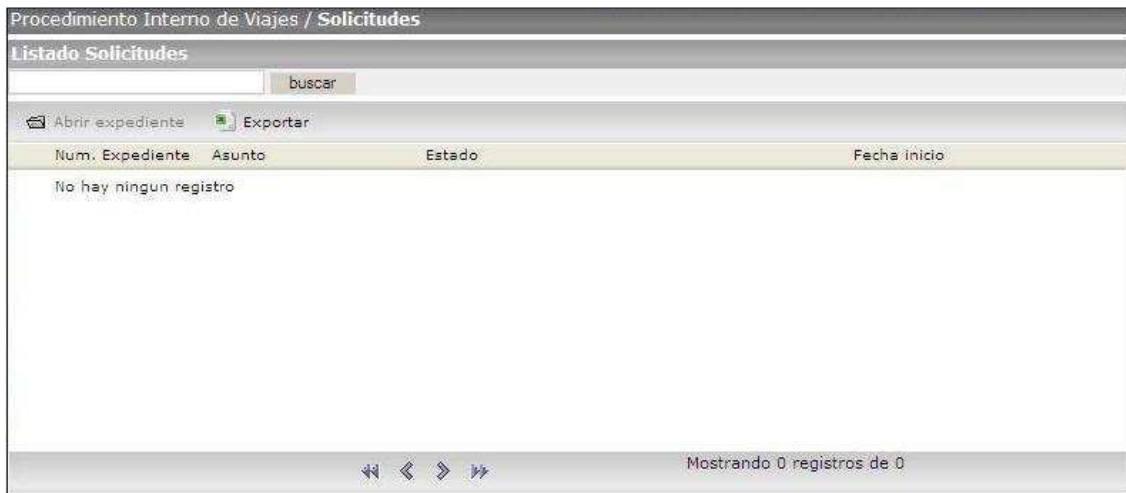 Procedimiento Interno de Viajes / Solicitudes
Listado Solicitudes
buscar
Abrir expediente Exportar
Num. Expediente Asunto Estado Fecha inicio
No hay ningun registro
Mostrando 0 registros de 0